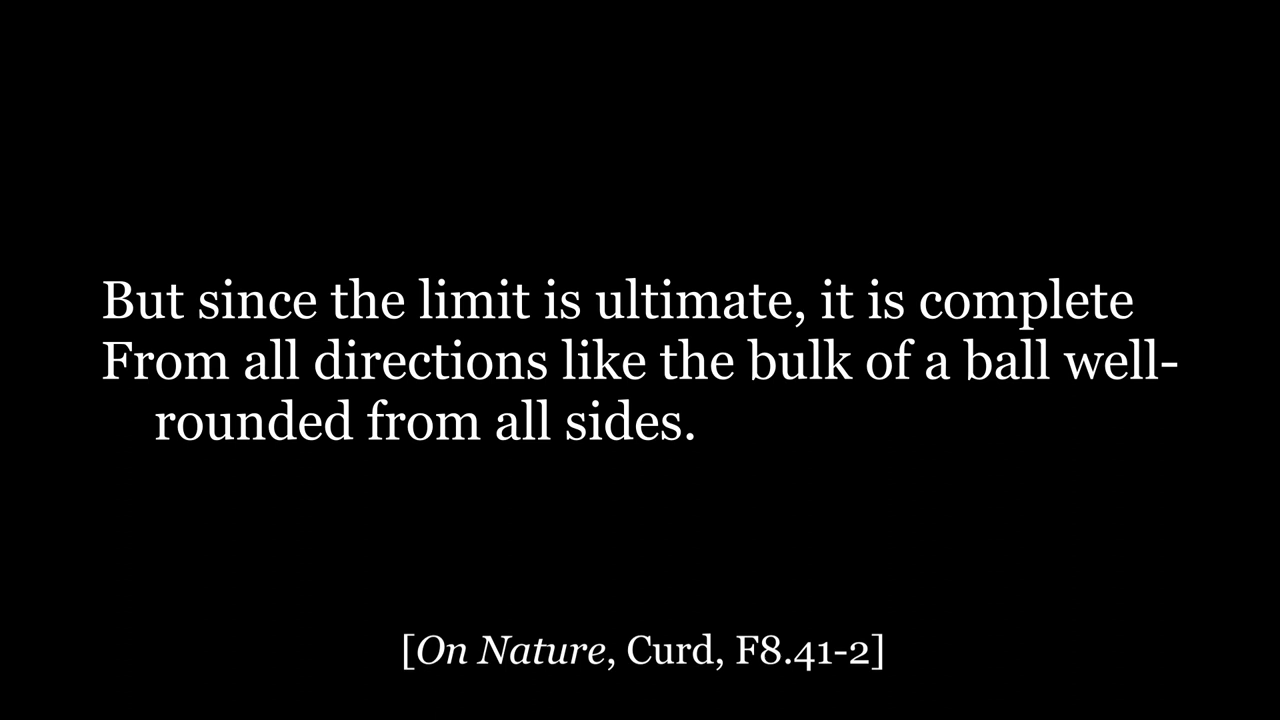 But since the limit is ultimate, it is complete
From all directions like the bulk of a ball well-
rounded from all sides.
[On Nature, Curd, F8.41-2]